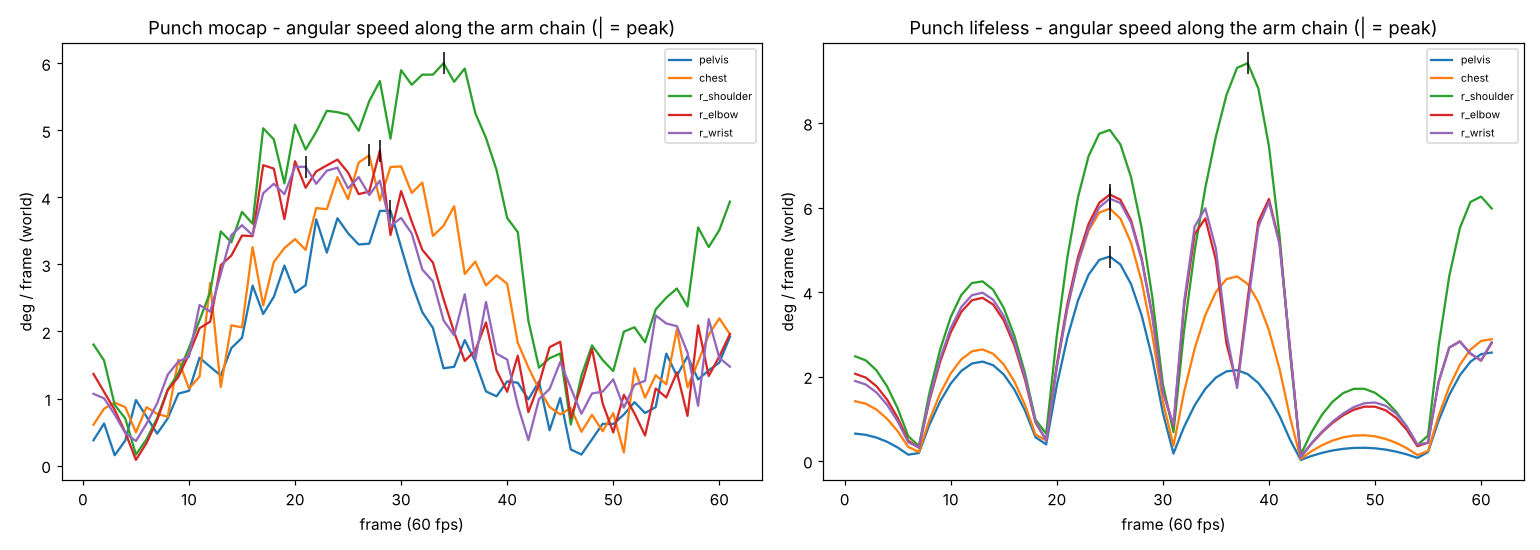 Punch mocap - angular speed along the arm chain (| = peak)
deg / frame (world)
6
5
4
3
2
1
0
pelvis
chest
r_shoulder
r_elbow
r_wrist
0 10 20 30 40 50 60
frame (60 fps)
Punch lifeless - angular speed along the arm chain (| = peak)
deg / frame (world)
8
6
4
2
0
pelvis
chest
r_shoulder
r_elbow
r_wrist
0 10 20 30 40 50 60
frame (60 fps)